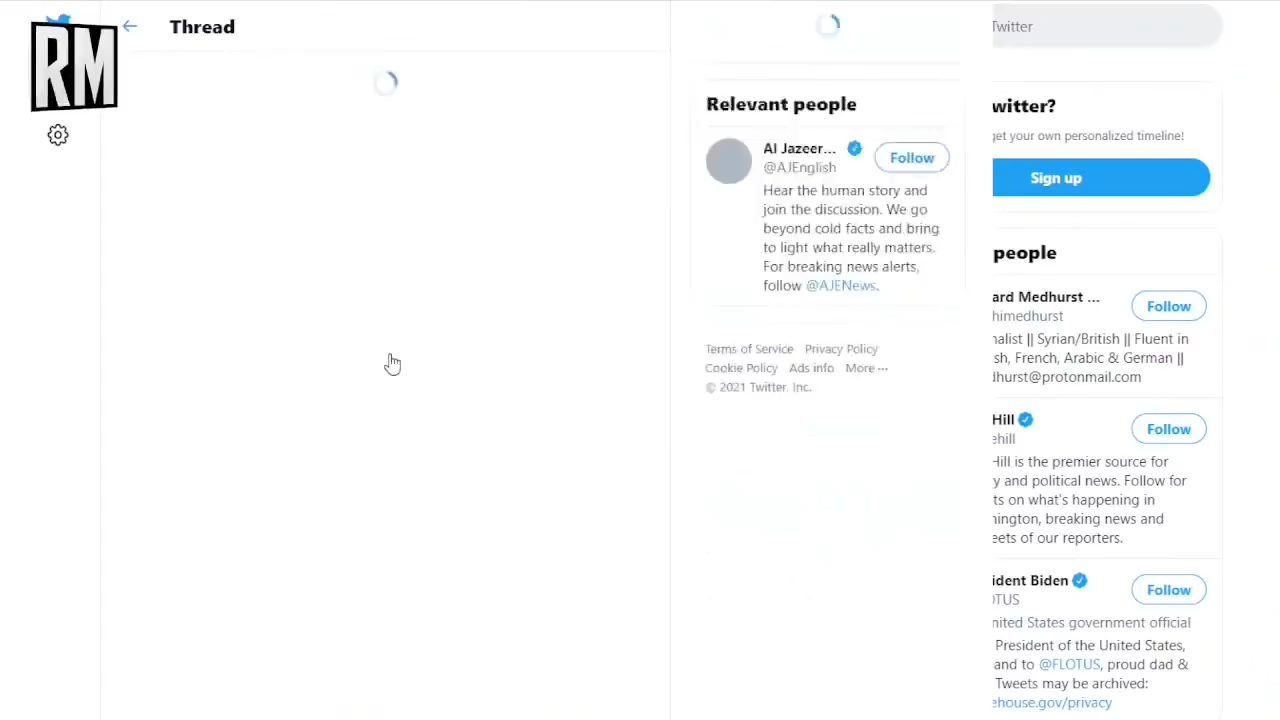 RM
Thread
Relevant people
Al Jazeer...
@AJEnglish
Follow
Hear the human story and
join the discussion. We go
beyond cold facts and bring
to light what really matters.
For breaking news alerts,
follow @AJENews.
Terms of Service Privacy Policy
Cookie Policy Ads info More ···
© 2021 Twitter, Inc.
Twitter
witter?
get your own personalized timeline!
Sign up
people
ard Medhurst ...
himedhurst
Follow
nalist || Syrian/British || Fluent in
sh, French, Arabic & German ||
dhurst@protonmail.com
Hill
ehill
Follow
Hill is the premier source for
y and political news. Follow for
ts on what's happening in
hington, breaking news and
eets of our reporters.
ident Biden
OTUS
Follow
nited States government official
President of the United States,
and to @FLOTUS, proud dad &
Tweets may be archived:
ehouse.gov/privacy